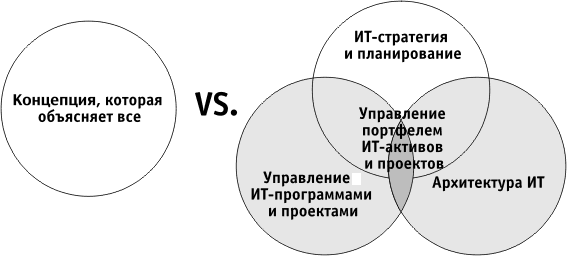 Концепция, которая
объясняет все
VS.
ИТ-стратегия
и планирование
Управление
портфелем
ИТ-активов
и проектов
Управление
ИТ-программами
и проектами
Архитектура ИТ